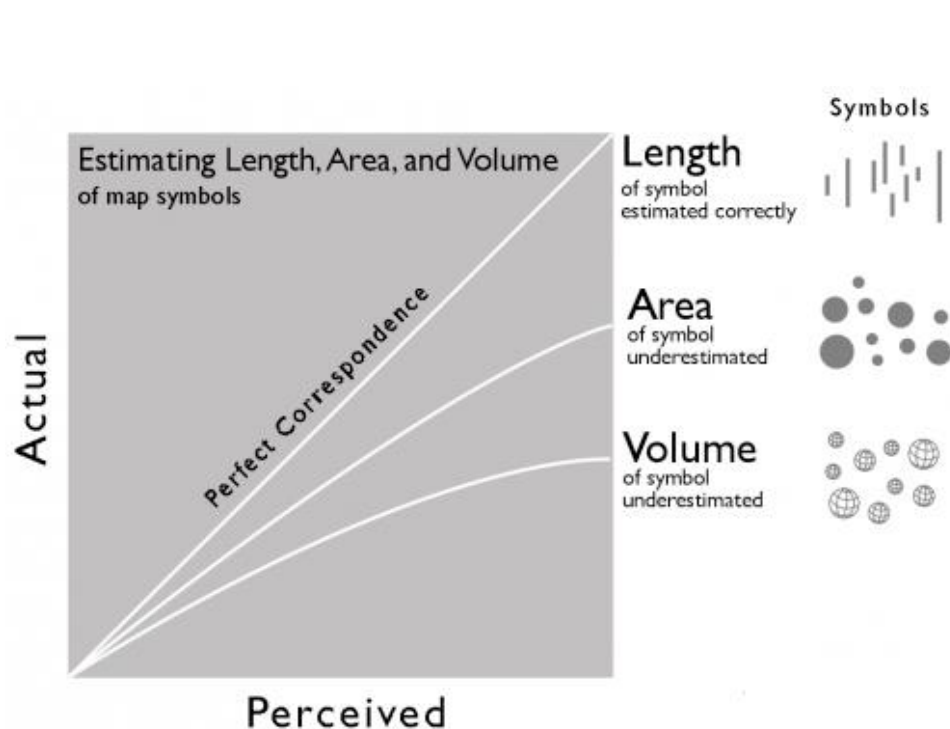 Symbols
Estimating Length, Area, and Volume
of map symbols
Length
of symbol
estimated correctly
Perfect Correspondence
Area
of symbol
underestimated
Actual
Volume
of symbol
underestimated
Perceived